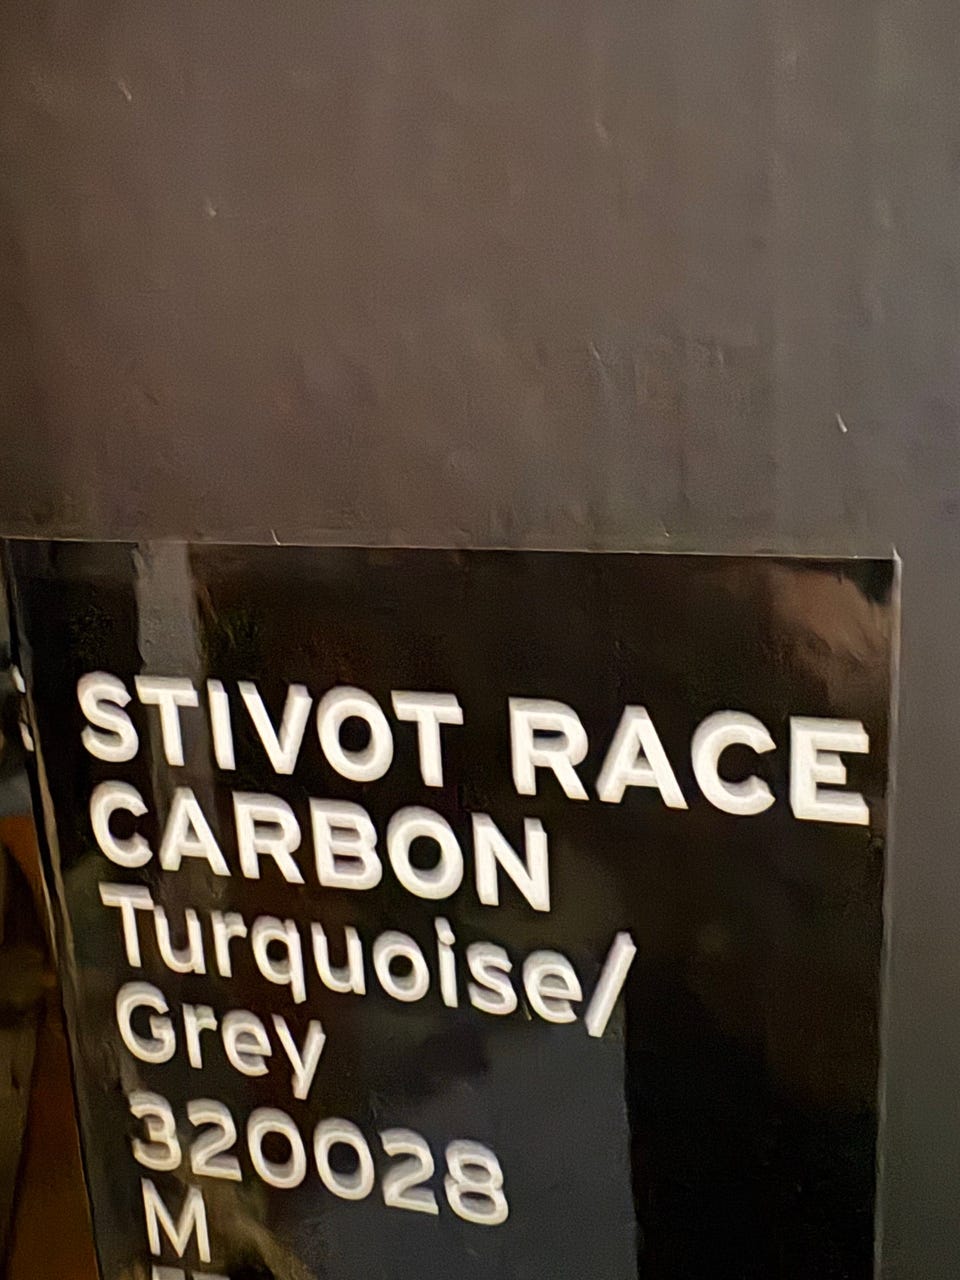 STIVOT RACE
CARBON
Turquoise/
Grey
320028
M